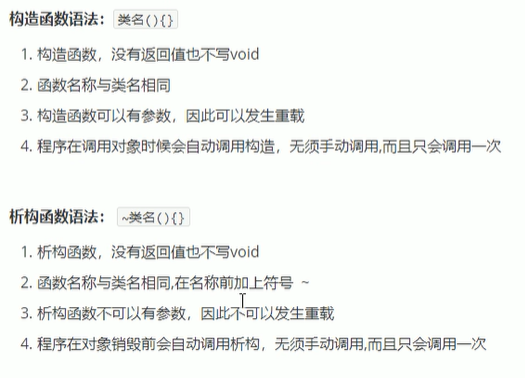 构造函数语法：类名(){}
1. 构造函数，没有返回值也不写void
2. 函数名称与类名相同
3. 构造函数可以有参数，因此可以发生重载
4. 程序在调用对象时候会自动调用构造，无须手动调用,而且只会调用一次
析构函数语法：~类名(){}
1. 析构函数，没有返回值也不写void
2. 函数名称与类名相同,在名称前加上符号 ~
3. 析构函数不可以有参数，因此不可以发生重载
4. 程序在对象销毁前会自动调用析构，无须手动调用,而且只会调用一次